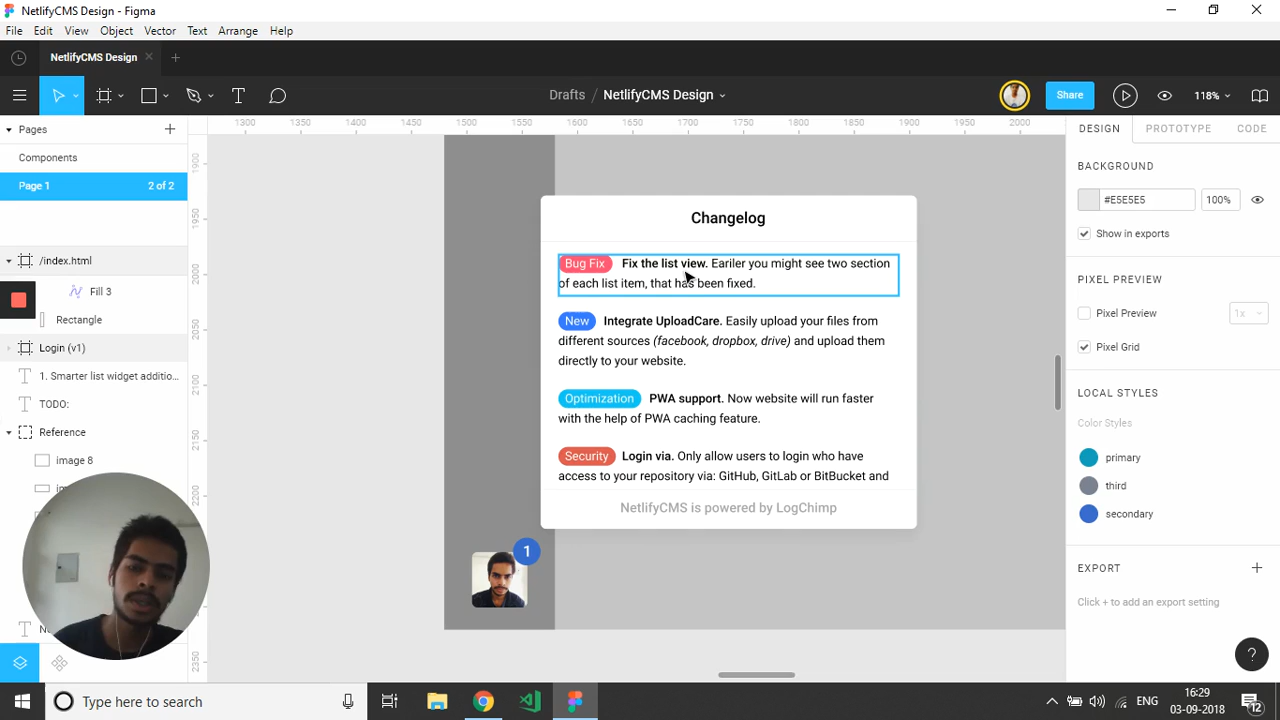 NetlifyCMS Design - Figma
File Edit View Object Vector Text Arrange Help
NetlifyCMS Design
Drafts / NetlifyCMS Design
Share
118%
Pages
Components
Page 1 2 of 2
/index.html
Fill 3
Rectangle
Login (v1)
1. Smarter list widget additio...
TODO:
Reference
image 8
1300 1350 1400 1450 1500 1550 1600 1650 1700 1750 1800 1850 1900 1950 2000
1900
1950
2000
2050
2100
2150
2200
2350
Changelog
Bug Fix Fix the list view. Eariler you might see two section
of each list item, that has been fixed.
New Integrate UploadCare. Easily upload your files from
different sources (facebook, dropbox, drive) and upload them
directly to your website.
Optimization PWA support. Now website will run faster
with the help of PWA caching feature.
Security Login via. Only allow users to login who have
access to your repository via: GitHub, GitLab or BitBucket and
NetlifyCMS is powered by LogChimp
1
DESIGN PROTOTYPE CODE
BACKGROUND
#E5E5E5 100%
Show in exports
PIXEL PREVIEW
Pixel Preview 1x
Pixel Grid
LOCAL STYLES
Color Styles
primary
third
secondary
EXPORT
Click + to add an export setting
?
Type here to search
ENG
16:29
03-09-2018
12